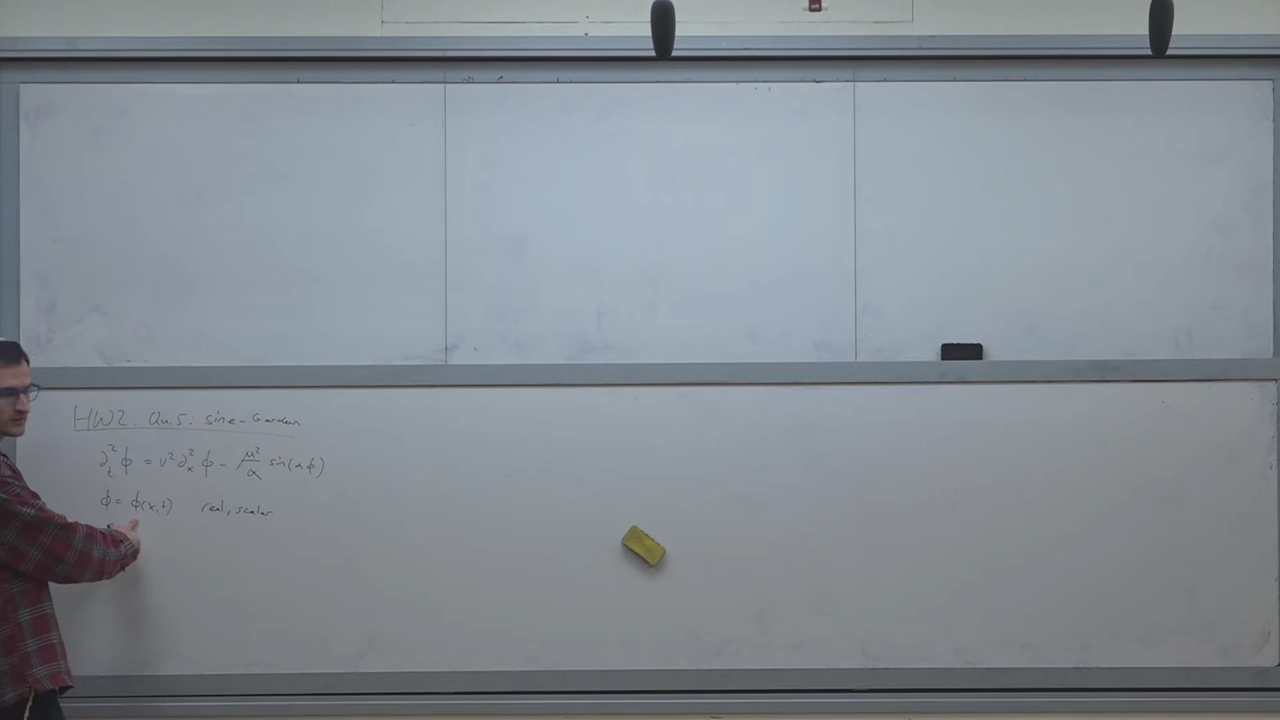 HW2. Qu.5: Sine-Gordon
∂ₜ²ϕ = v²∂ₓ²ϕ - μ²/α sin(αϕ)
ϕ = ϕ(x,t) real, scalar